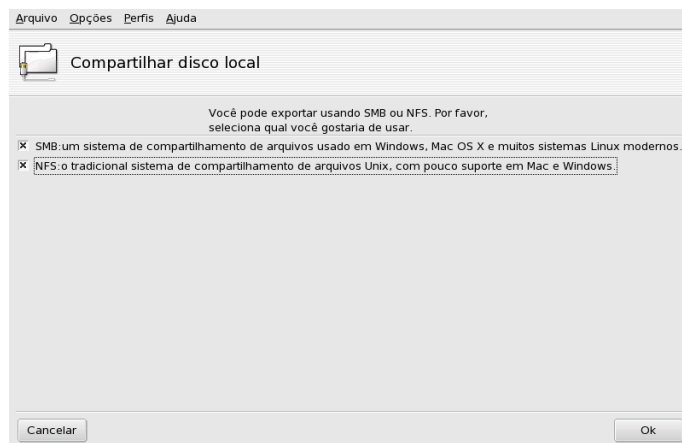 Arquivo Opções Perfis Ajuda
Compartilhar disco local
Você pode exportar usando SMB ou NFS. Por favor,
seleciona qual você gostaria de usar.
SMB:um sistema de compartilhamento de arquivos usado em Windows, Mac OS X e muitos sistemas Linux modernos.
NFS:o tradicional sistema de compartilhamento de arquivos Unix, com pouco suporte em Mac e Windows.
Cancelar Ok